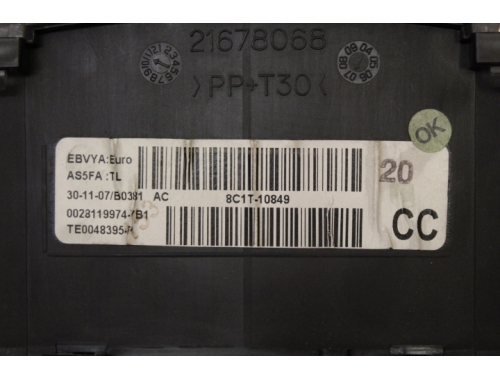 21678068
>PP+T30<
OK
EBVYA:Euro
AS5FA :TL
30-11-07/B0381 AC
8C1T-10849
0028119974-
TE0048395-
20
CC